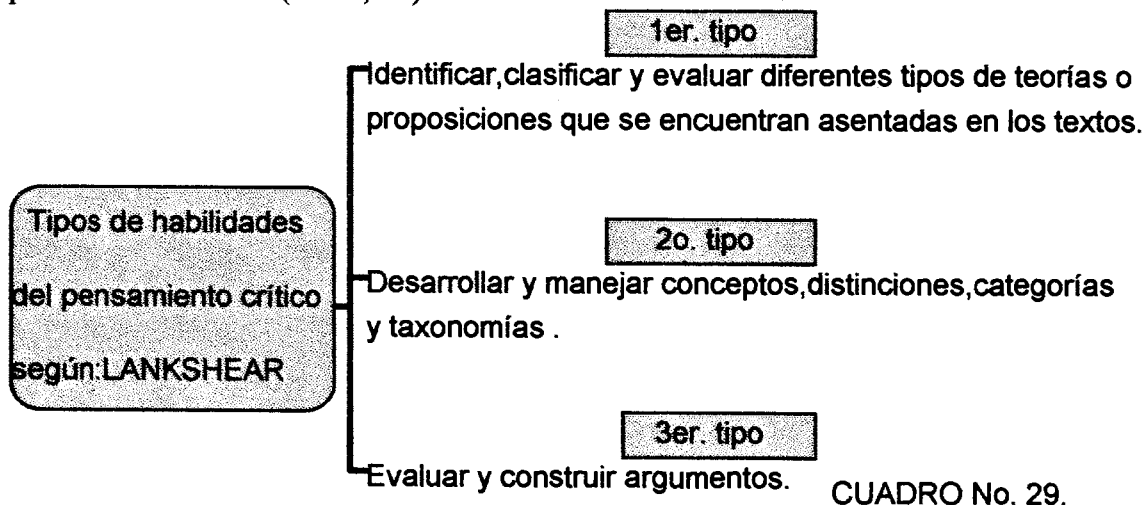 1er. tipo
Identificar,clasificar y evaluar diferentes tipos de teorías o
proposiciones que se encuentran asentadas en los textos.
Tipos de habilidades
del pensamiento crítico
según:LANKSHEAR
2o. tipo
Desarrollar y manejar conceptos,distinciones,categorías
y taxonomías .
3er. tipo
Evaluar y construir argumentos.
CUADRO No. 29.